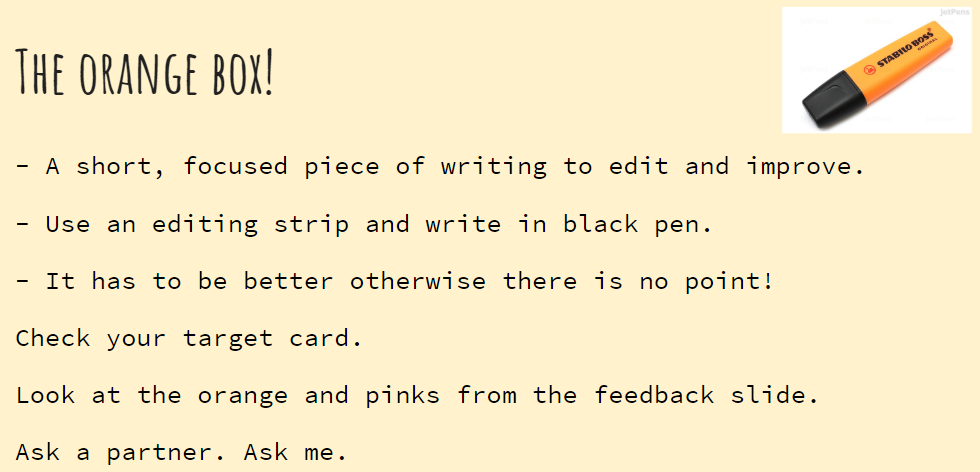 jetPens
THE ORANGE BOX!
STABILO BOSS
ORIGINAL
- A short, focused piece of writing to edit and improve.
- Use an editing strip and write in black pen.
- It has to be better otherwise there is no point!
Check your target card.
Look at the orange and pinks from the feedback slide.
Ask a partner. Ask me.